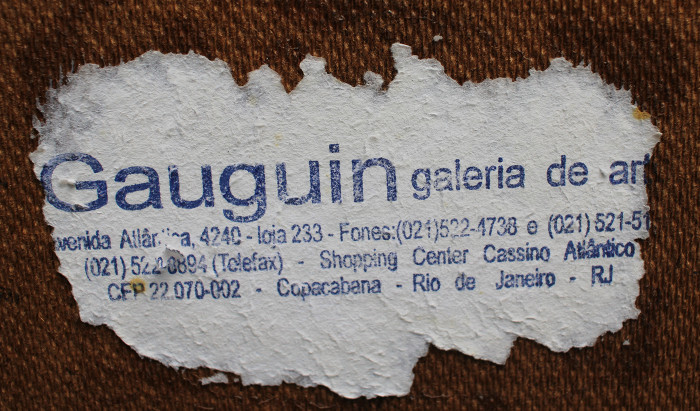 Gauguin galeria de art
venida Atlântica, 4240 - loja 233 - Fones:(021)522-4738 e (021) 521-51
(021) 522-0894 (Telefax) - Shopping Center Cassino Atlântico
CEP 22.070-002 - Copacabana - Rio de Janeiro - RJ